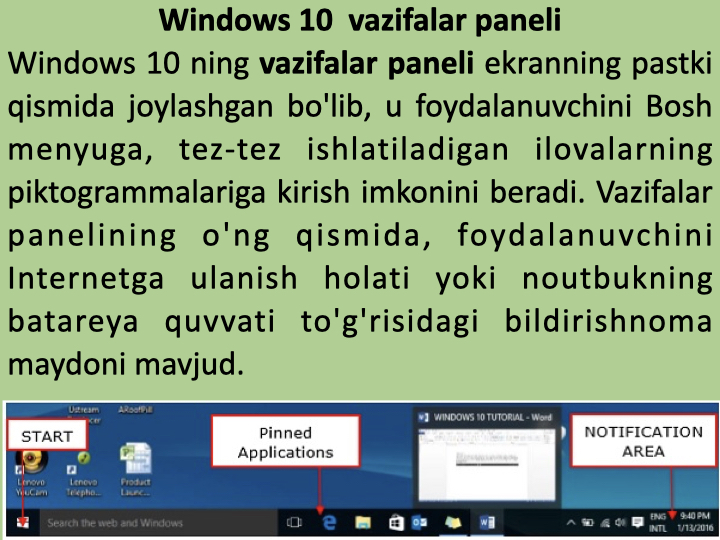 Windows 10 vazifalar paneli
Windows 10 ning vazifalar paneli ekranning pastki
qismida joylashgan bo'lib, u foydalanuvchini Bosh
menyuga, tez-tez ishlatiladigan ilovalarning
piktogrammalariga kirish imkonini beradi. Vazifalar
panelining o'ng qismida, foydalanuvchini
Internetga ulanish holati yoki noutbukning
batareya quvvati to'g'risidagi bildirishnoma
maydoni mavjud.
Ustream
ARoofPill
WINDOWS 10 TUTORIAL - Word
START
Pinned
Applications
NOTIFICATION
AREA
Lenovo
YouCam
Lenovo
Telepho...
Product
Launc...
Search the web and Windows
ENG
INTL
9:40 PM
1/13/2016